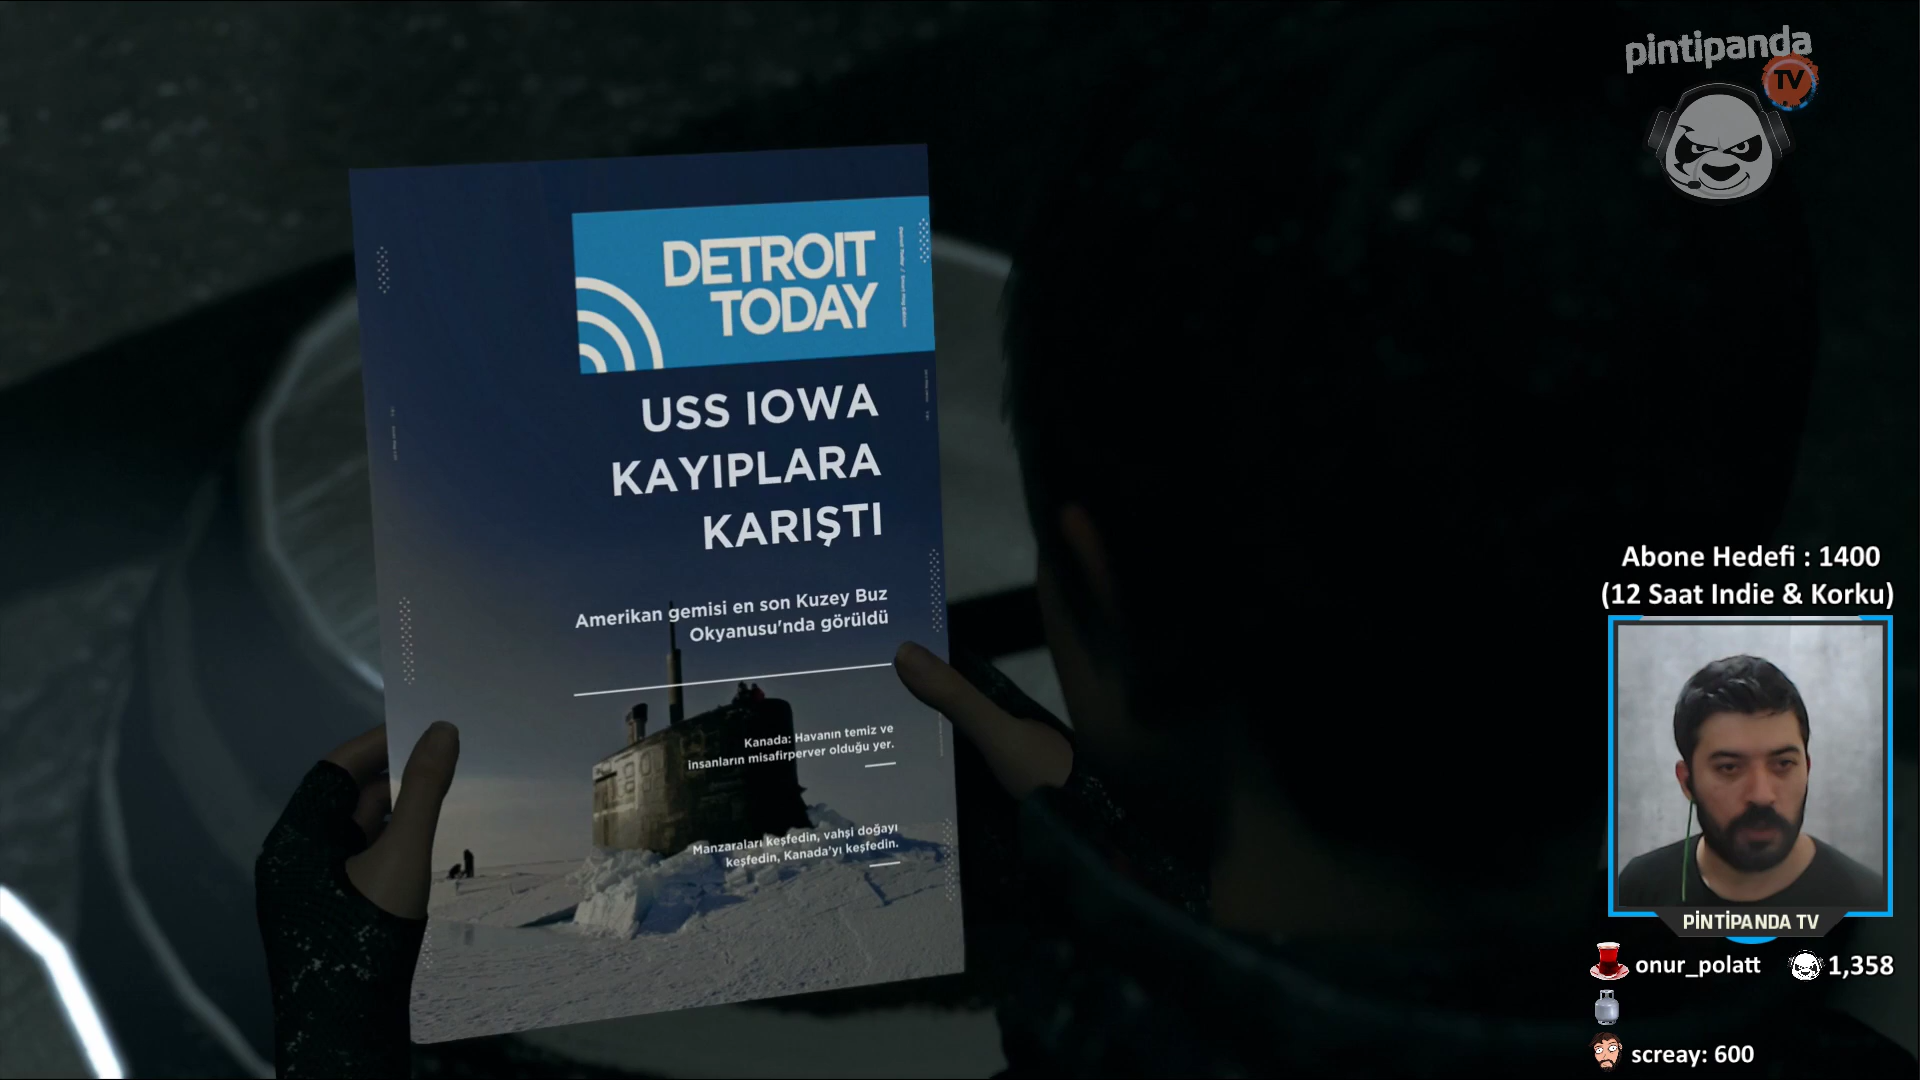 pintipanda
TV
DETROIT
TODAY
USS IOWA
KAYIPLARA
KARIŞTI
Amerikan gemisi en son Kuzey Buz
Okyanusu'nda görüldü
Kanada: Havanın temiz ve
insanların misafirperver olduğu yer.
Manzaraları keşfedin, vahşi doğayı
keşfedin, Kanada'yı keşfedin.
Abone Hedefi : 1400
(12 Saat Indie & Korku)
PİNTİPANDA TV
onur_polatt 1,358
screay: 600